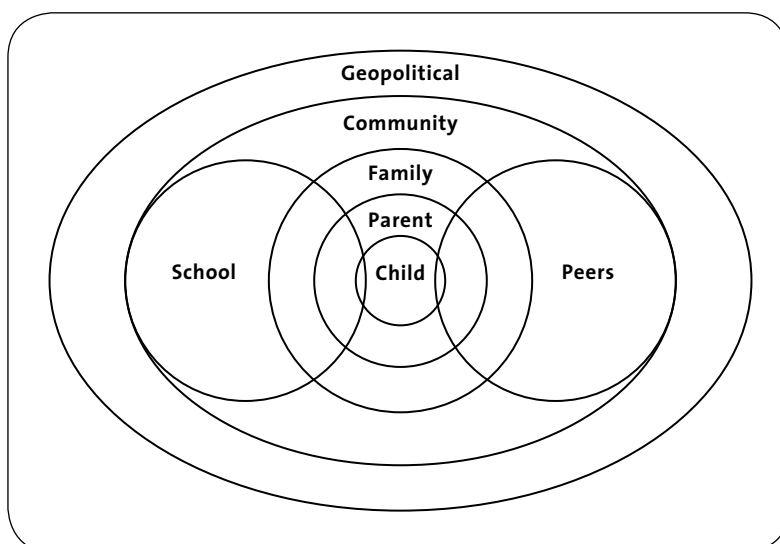 Geopolitical
Community
Family
Parent
School
Child
Peers